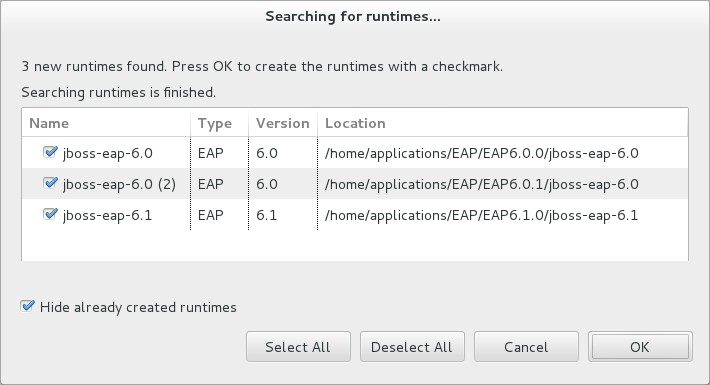 Searching for runtimes...
3 new runtimes found. Press OK to create the runtimes with a checkmark.
Searching runtimes is finished.
Name Type Version Location
jboss-eap-6.0 EAP 6.0 /home/applications/EAP/EAP6.0.0/jboss-eap-6.0
jboss-eap-6.0 (2) EAP 6.0 /home/applications/EAP/EAP6.0.1/jboss-eap-6.0
jboss-eap-6.1 EAP 6.1 /home/applications/EAP/EAP6.1.0/jboss-eap-6.1
Hide already created runtimes
Select All Deselect All Cancel OK